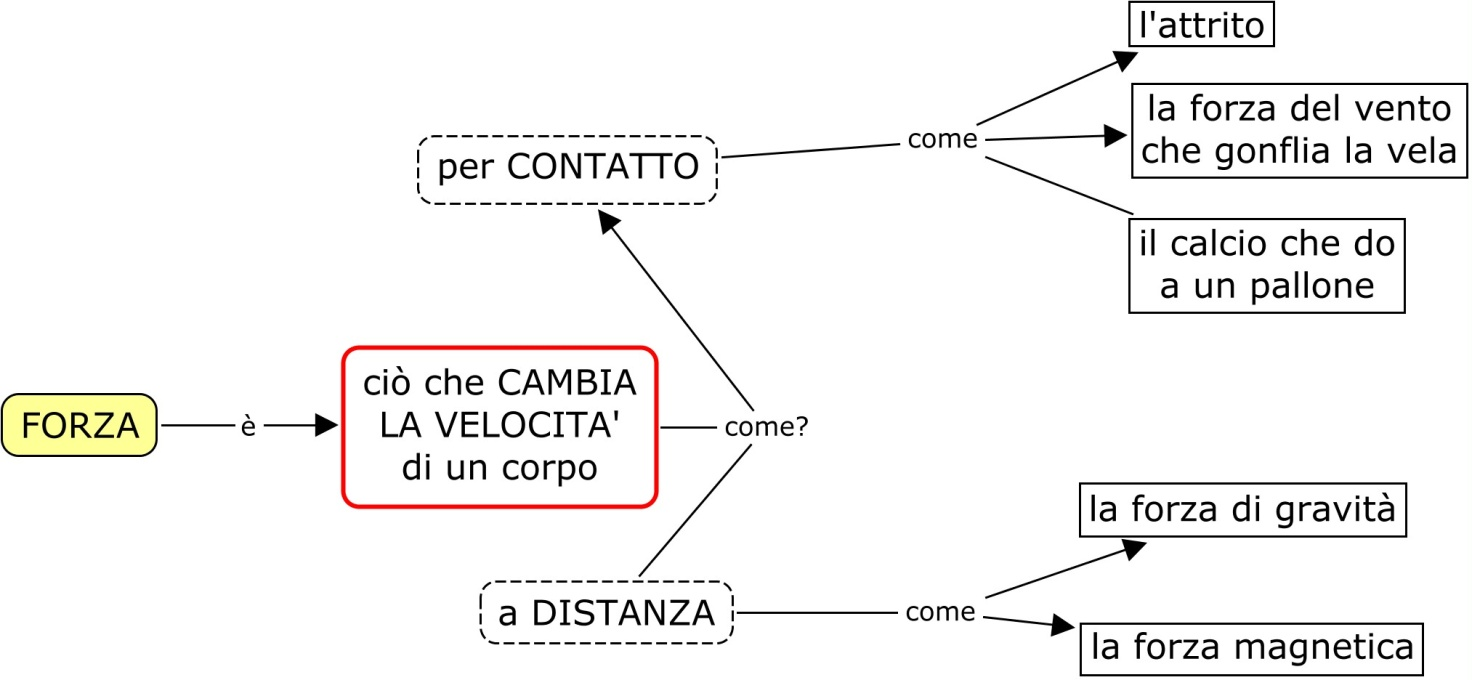 FORZA
è
ciò che CAMBIA
LA VELOCITA'
di un corpo
come?
per CONTATTO
come
l'attrito
la forza del vento
che gonflia la vela
il calcio che do
a un pallone
a DISTANZA
come
la forza di gravità
la forza magnetica